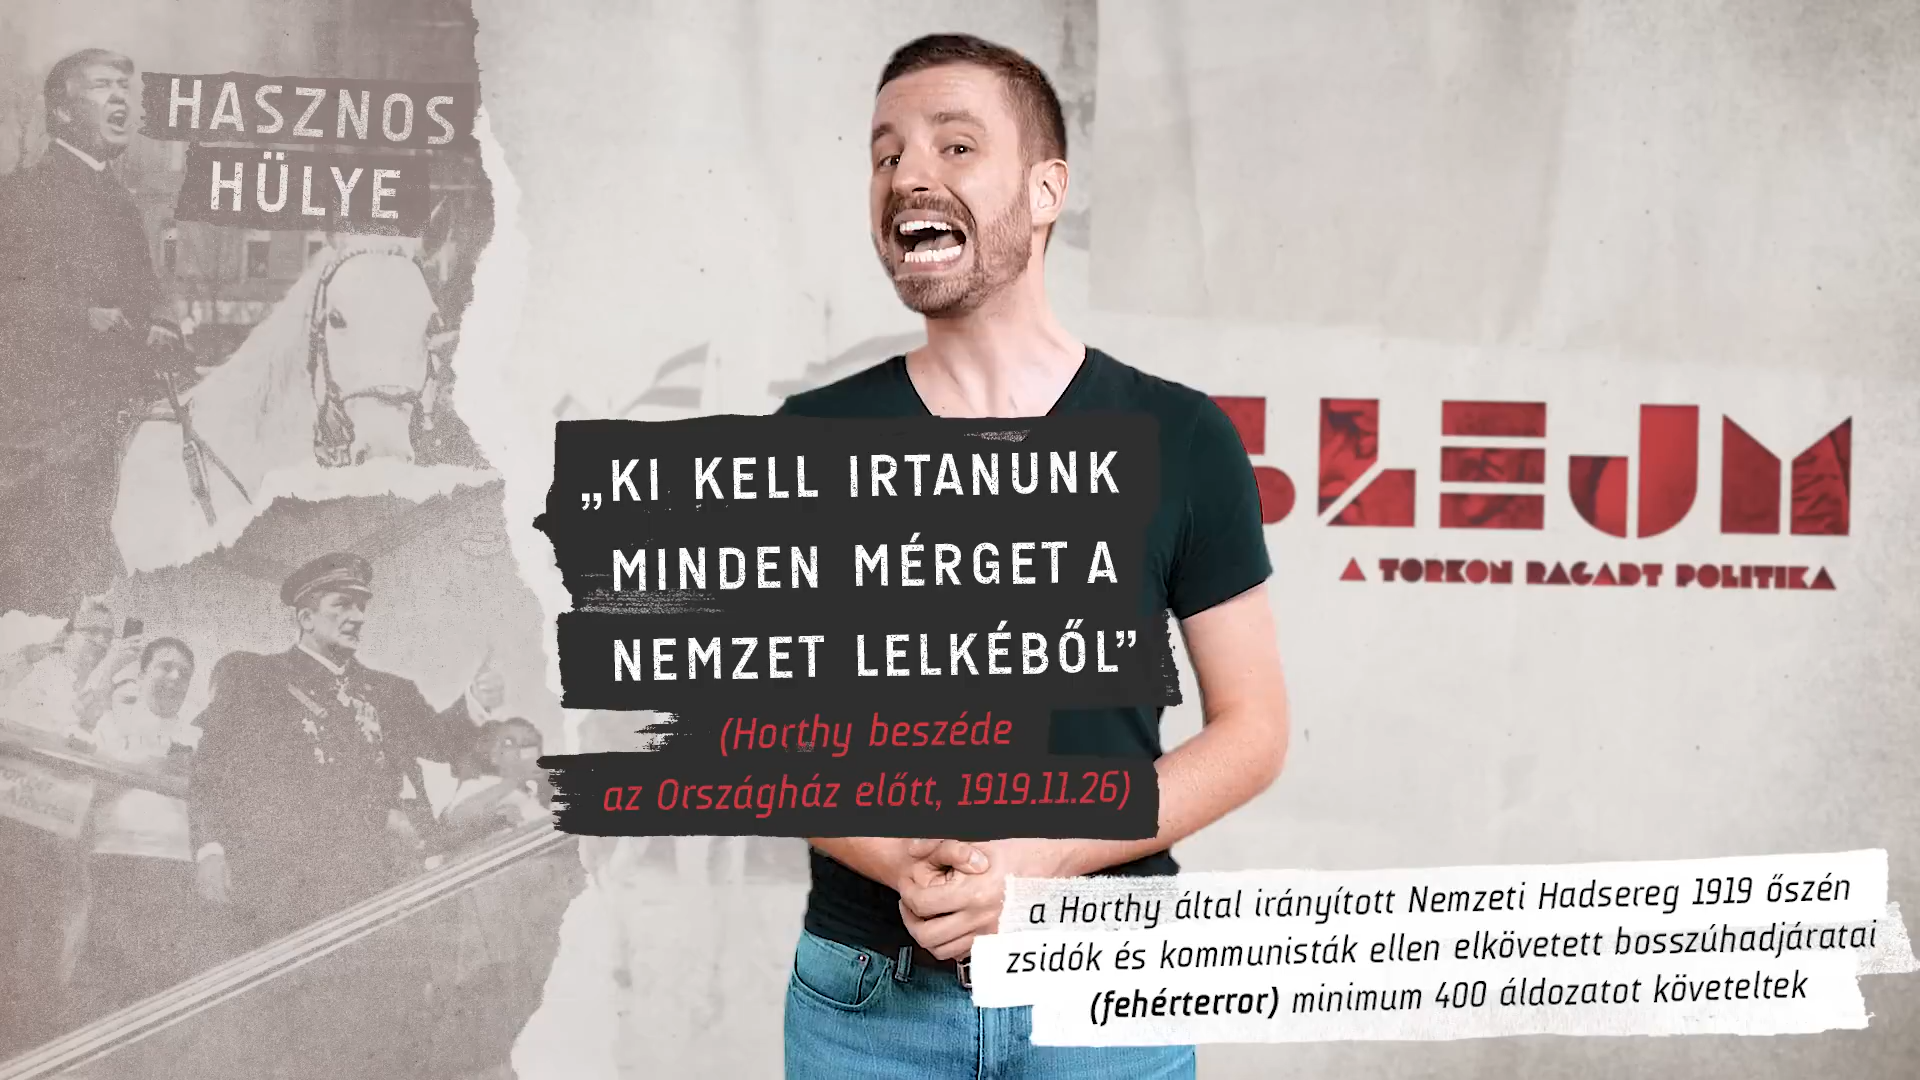 HASZNOS
HÜLYE
„KI KELL IRTANUNK
MINDEN MÉRGET A
NEMZET LELKÉBŐL”
(Horthy beszéde
az Országház előtt, 1919.11.26)
SLEJM
A TORKON RAGADT POLITIKA
a Horthy által irányított Nemzeti Hadsereg 1919 őszén
zsidók és kommunisták ellen elkövetett bosszúhadjáratai
(fehérterror) minimum 400 áldozatot követeltek